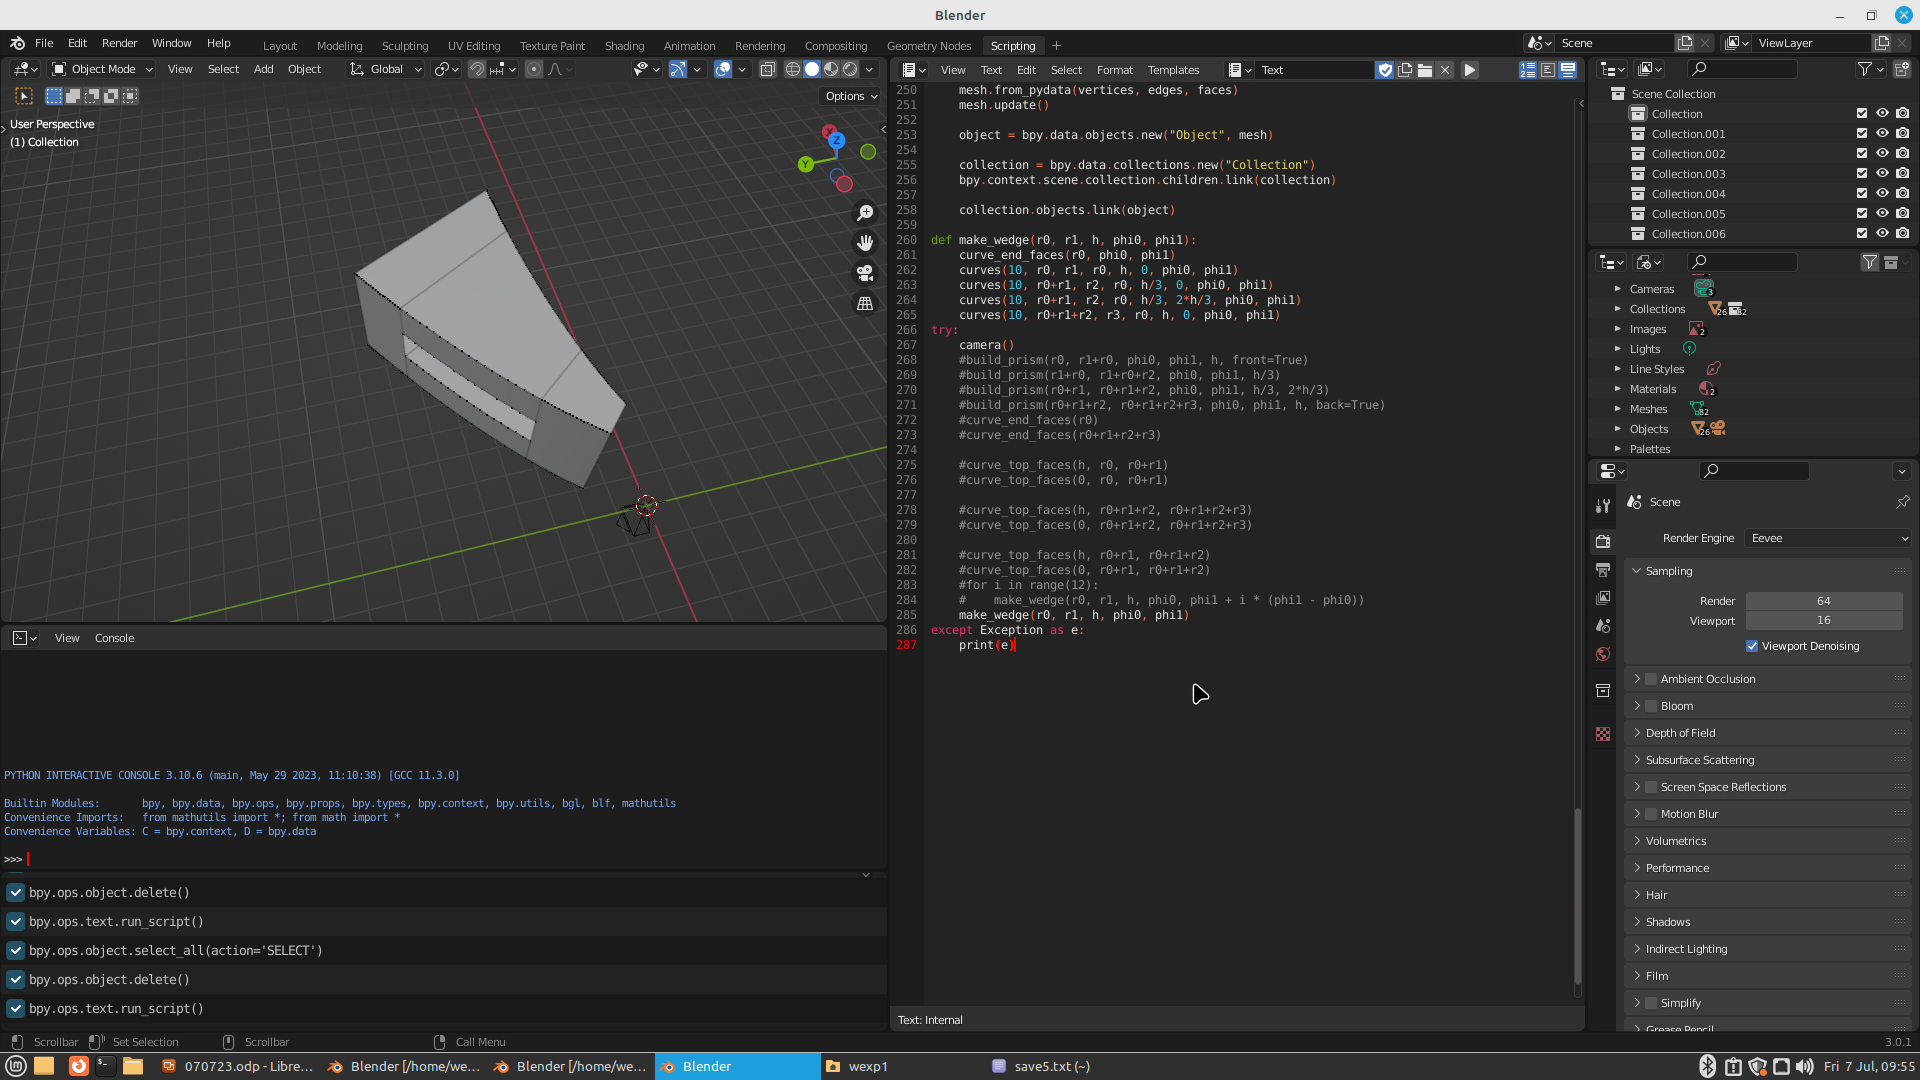 Blender
File Edit Render Window Help
Layout Modeling Sculpting UV Editing Texture Paint Shading Animation Rendering Compositing Geometry Nodes Scripting +
Scene
ViewLayer
Object Mode View Select Add Object Global
Options
User Perspective
(1) Collection
X
Y
Z
View Text Edit Select Format Templates Text
250 mesh.from_pydata(vertices, edges, faces)
251 mesh.update()
252
253 object = bpy.data.objects.new("Object", mesh)
254
255 collection = bpy.data.collections.new("Collection")
256 bpy.context.scene.collection.children.link(collection)
257
258 collection.objects.link(object)
259
260 def make_wedge(r0, r1, h, phi0, phi1):
261 curve_end_faces(r0, phi0, phi1)
262 curves(10, r0, r1, r0, h, 0, phi0, phi1)
263 curves(10, r0+r1, r2, r0, h/3, 0, phi0, phi1)
264 curves(10, r0+r1, r2, r0, h/3, 2*h/3, phi0, phi1)
265 curves(10, r0+r1+r2, r3, r0, h, 0, phi0, phi1)
266 try:
267 camera()
268 #build_prism(r0, r1+r0, phi0, phi1, h, front=True)
269 #build_prism(r1+r0, r1+r0+r2, phi0, phi1, h/3)
270 #build_prism(r0+r1, r0+r1+r2, phi0, phi1, h/3, 2*h/3)
271 #build_prism(r0+r1+r2, r0+r1+r2+r3, phi0, phi1, h, back=True)
272 #curve_end_faces(r0)
273 #curve_end_faces(r0+r1+r2+r3)
274
275 #curve_top_faces(h, r0, r0+r1)
276 #curve_top_faces(0, r0, r0+r1)
277
278 #curve_top_faces(h, r0+r1+r2, r0+r1+r2+r3)
279 #curve_top_faces(0, r0+r1+r2, r0+r1+r2+r3)
280
281 #curve_top_faces(h, r0+r1, r0+r1+r2)
282 #curve_top_faces(0, r0+r1, r0+r1+r2)
283 #for i in range(12):
284 # make_wedge(r0, r1, h, phi0, phi1 + i * (phi1 - phi0))
285 make_wedge(r0, r1, h, phi0, phi1)
286 except Exception as e:
287 print(e)
Text: Internal
View Console
PYTHON INTERACTIVE CONSOLE 3.10.6 (main, May 29 2023, 11:10:38) [GCC 11.3.0]
Builtin Modules: bpy, bpy.data, bpy.ops, bpy.props, bpy.types, bpy.context, bpy.utils, bgl, blf, mathutils
Convenience Imports: from mathutils import *; from math import *
Convenience Variables: C = bpy.context, D = bpy.data
>>>
bpy.ops.object.delete()
bpy.ops.text.run_script()
bpy.ops.object.select_all(action='SELECT')
bpy.ops.object.delete()
bpy.ops.text.run_script()
Scene Collection
Collection
Collection.001
Collection.002
Collection.003
Collection.004
Collection.005
Collection.006
Cameras 3
Collections 26 32
Images 2
Lights
Line Styles
Materials 2
Meshes 32
Objects 26
Palettes
Scene
Render Engine Eevee
Sampling
Render 64
Viewport 16
Viewport Denoising
Ambient Occlusion
Bloom
Depth of Field
Subsurface Scattering
Screen Space Reflections
Motion Blur
Volumetrics
Performance
Hair
Shadows
Indirect Lighting
Film
Simplify
Grease Pencil
Scrollbar Set Selection Scrollbar Call Menu 3.0.1
070723.odp - Libre... Blender [/home/we... Blender [/home/we... Blender wexp1 save5.txt (~) Fri 7 Jul, 09:55